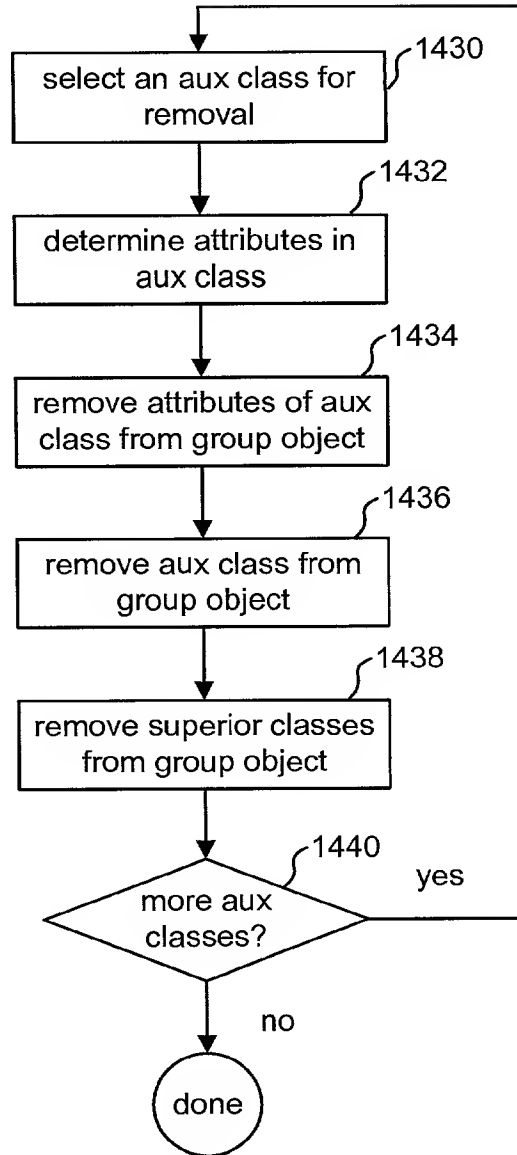 1430
select an aux class for
removal
1432
determine attributes in
aux class
1434
remove attributes of aux
class from group object
1436
remove aux class from
group object
1438
remove superior classes
from group object
1440
more aux
classes?
yes
no
done